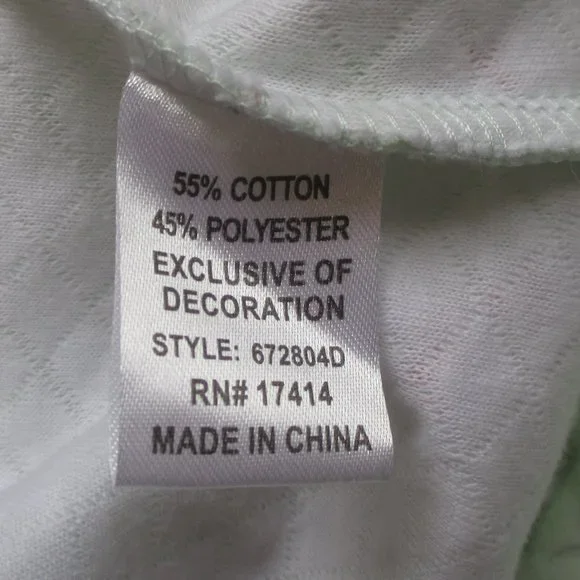 55% COTTON
45% POLYESTER
EXCLUSIVE OF
DECORATION
STYLE: 672804D
RN# 17414
MADE IN CHINA